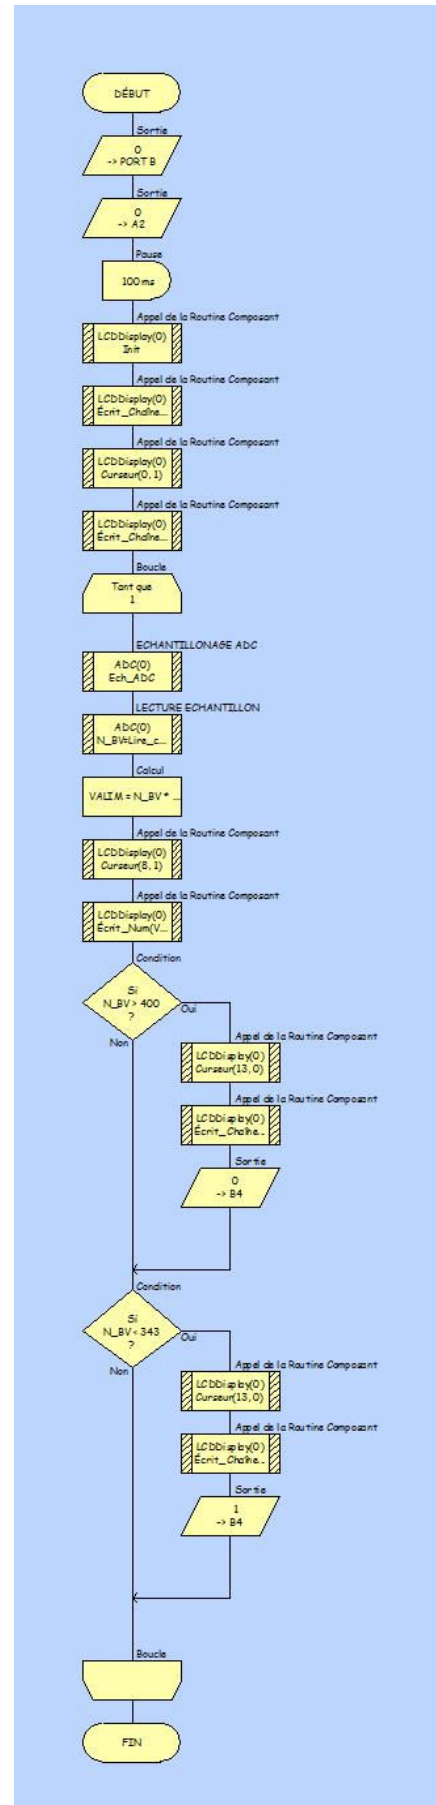 DÉBUT
Sortie
0
-> PORT B
Sortie
0
-> A2
Pause
100 ms
Appel de la Routine Composant
LCDDisplay(0)
Init
Appel de la Routine Composant
LCDDisplay(0)
Écrit_Chaîne...
Appel de la Routine Composant
LCDDisplay(0)
Curseur(0, 1)
Appel de la Routine Composant
LCDDisplay(0)
Écrit_Chaîne...
Boucle
Tant que
1
ECHANTILLONAGE ADC
ADC(0)
Ech_ADC
LECTURE ECHANTILLON
ADC(0)
N_BV=Lire_c...
Calcul
VALIM = N_BV * ...
Appel de la Routine Composant
LCDDisplay(0)
Curseur(8, 1)
Appel de la Routine Composant
LCDDisplay(0)
Écrit_Num(V...
Condition
Si
N_BV > 400
?
Oui
Non
Appel de la Routine Composant
LCDDisplay(0)
Curseur(13, 0)
Appel de la Routine Composant
LCDDisplay(0)
Écrit_Chaîne...
Sortie
0
-> B4
Condition
Si
N_BV < 343
?
Oui
Non
Appel de la Routine Composant
LCDDisplay(0)
Curseur(13, 0)
Appel de la Routine Composant
LCDDisplay(0)
Écrit_Chaîne...
Sortie
1
-> B4
Boucle
FIN